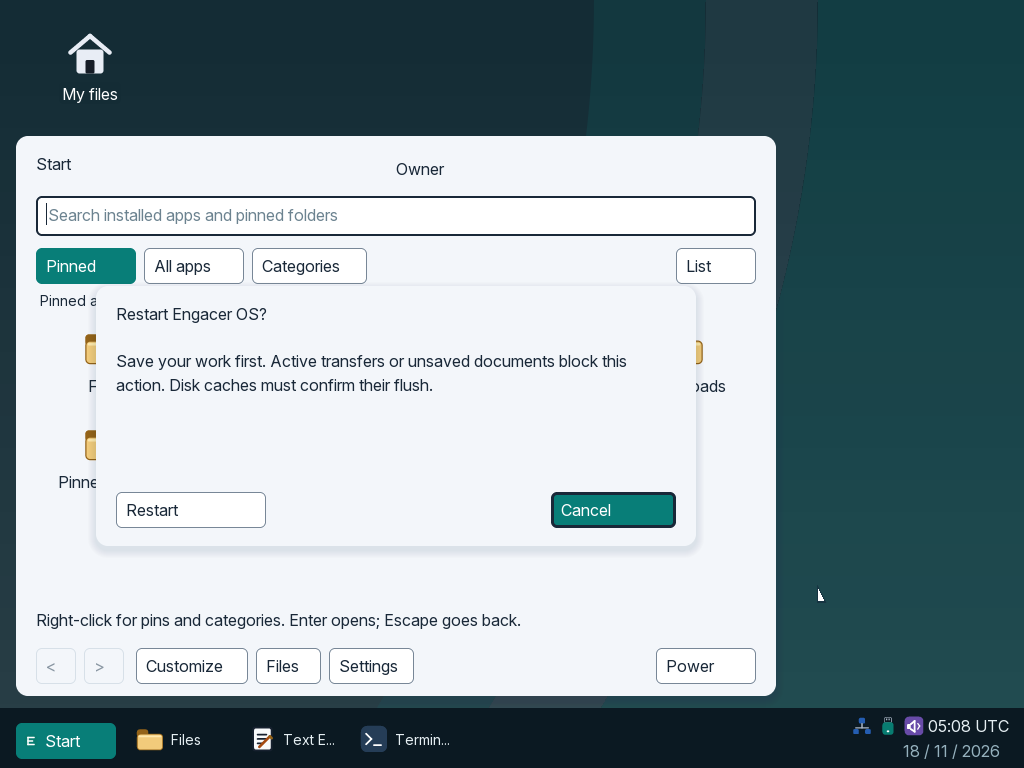 My files
Start
Owner
Search installed apps and pinned folders
Pinned
All apps
Categories
List
Pinned
Restart Engacer OS?
Save your work first. Active transfers or unsaved documents block this
action. Disk caches must confirm their flush.
Restart
Cancel
Right-click for pins and categories. Enter opens; Escape goes back.
<
>
Customize
Files
Settings
Power
E Start
Files
Text E...
Termin...
05:08 UTC
18 / 11 / 2026